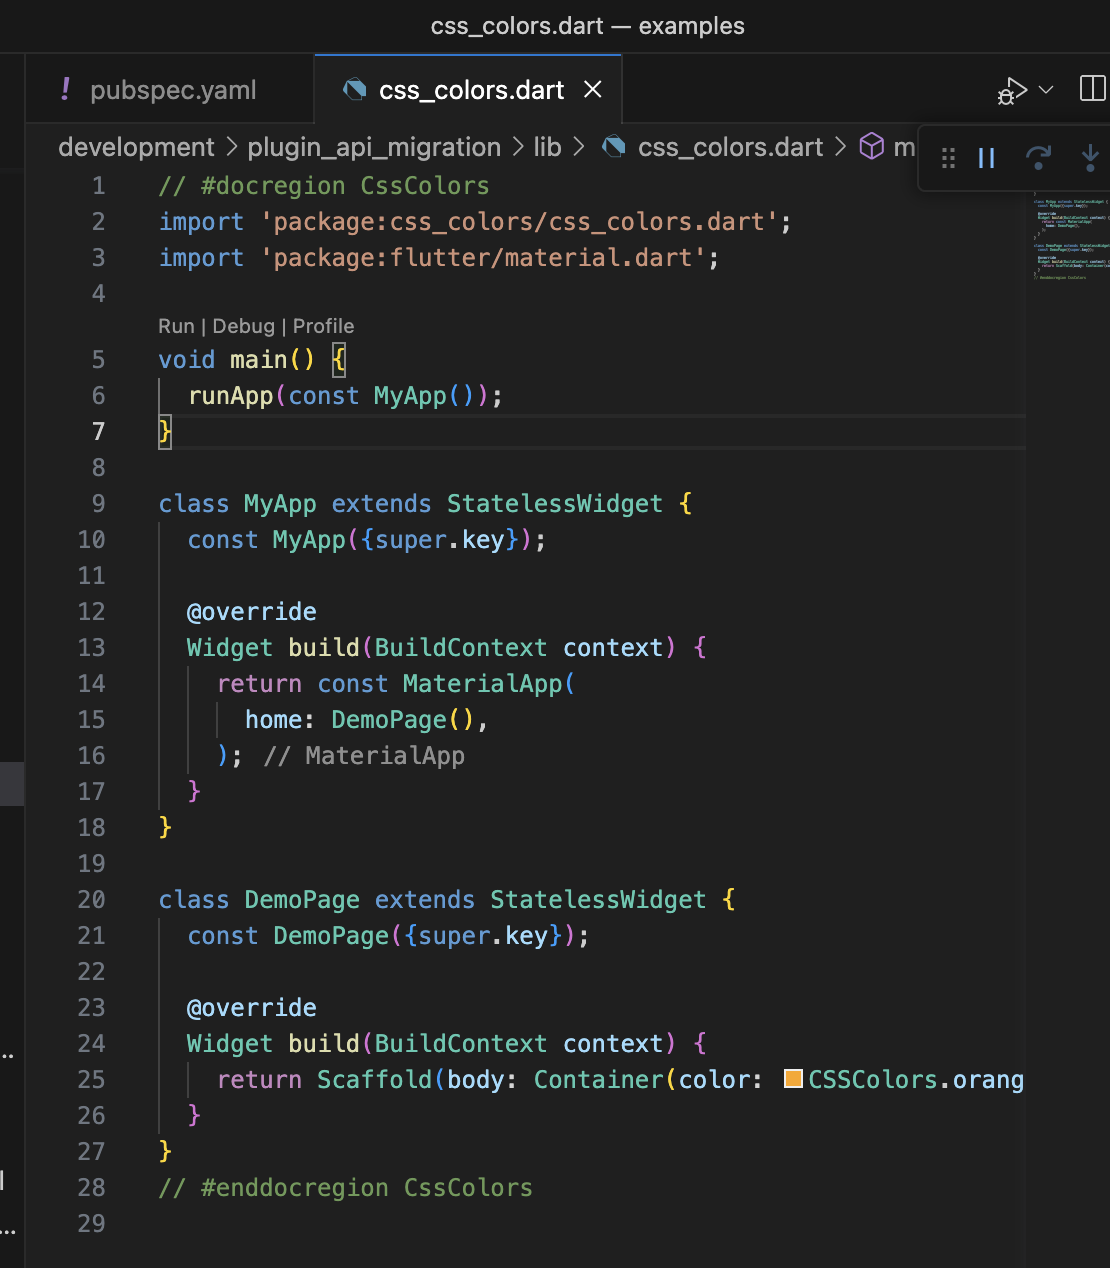 css_colors.dart — examples
! pubspec.yaml
css_colors.dart
development > plugin_api_migration > lib > css_colors.dart > m
1 // #docregion CssColors
2 import 'package:css_colors/css_colors.dart';
3 import 'package:flutter/material.dart';
4
Run | Debug | Profile
5 void main() {
6   runApp(const MyApp());
7 }
8
9 class MyApp extends StatelessWidget {
10   const MyApp({super.key});
11
12   @override
13   Widget build(BuildContext context) {
14     return const MaterialApp(
15       home: DemoPage(),
16     ); // MaterialApp
17   }
18 }
19
20 class DemoPage extends StatelessWidget {
21   const DemoPage({super.key});
22
23   @override
24   Widget build(BuildContext context) {
25     return Scaffold(body: Container(color: CSSColors.orang
26   }
27 }
28 // #enddocregion CssColors
29